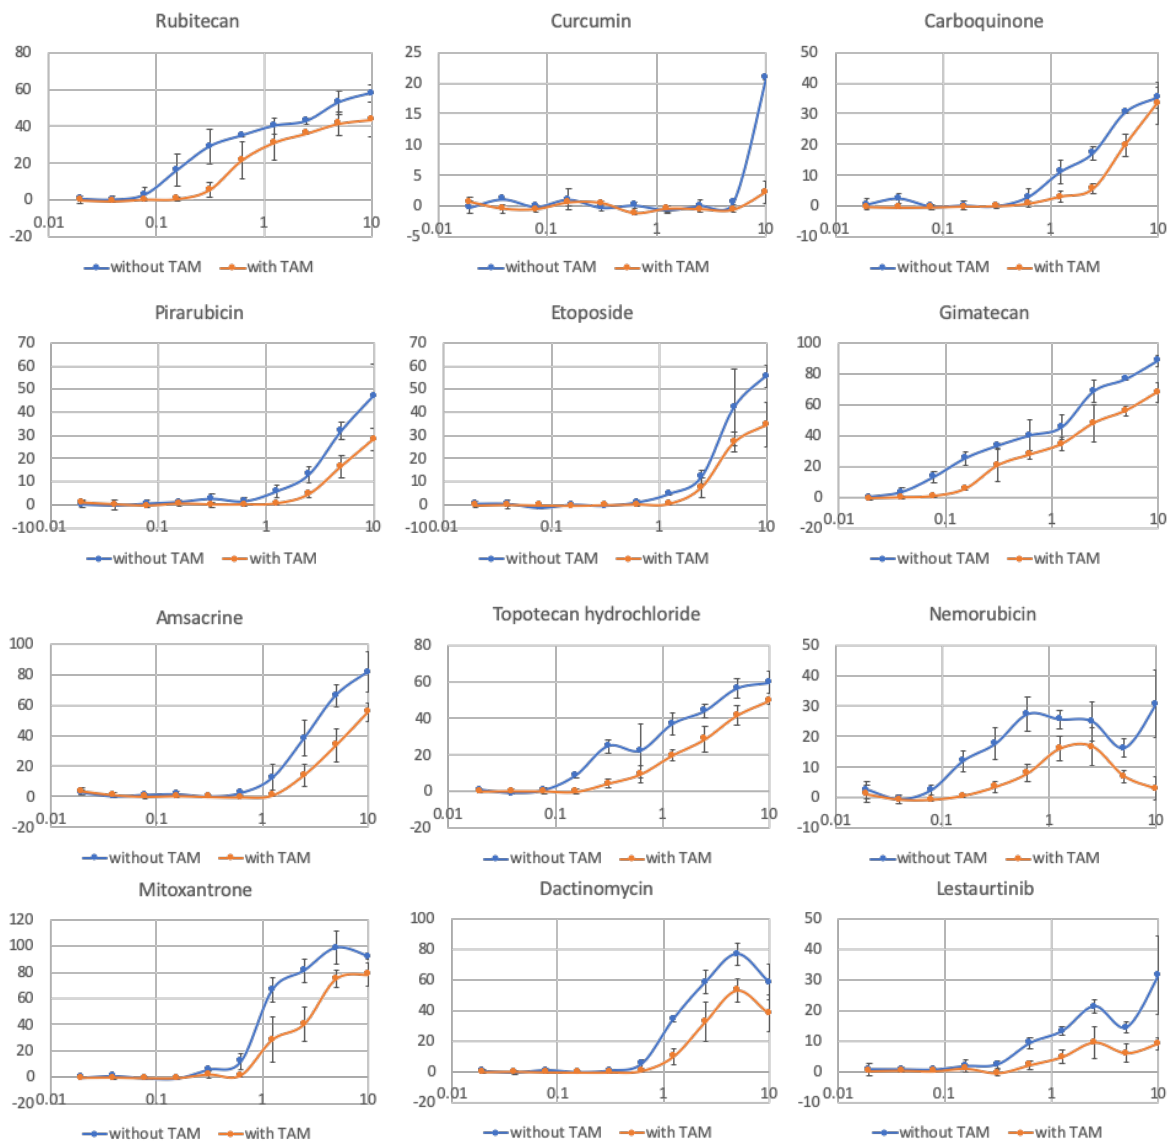 Rubitecan
80
60
40
20
0
-20
0.01 0.1 1 10
without TAM with TAM
Curcumin
25
20
15
10
5
0
-5
0.01 0.1 1 10
without TAM with TAM
Carboquinone
50
40
30
20
10
0
-10
0.01 0.1 1 10
without TAM with TAM
Pirarubicin
70
60
50
40
30
20
10
0
-10
0.01 0.1 1 10
without TAM with TAM
Etoposide
70
60
50
40
30
20
10
0
-10
0.01 0.1 1 10
without TAM with TAM
Gimatecan
100
80
60
40
20
0
-20
0.01 0.1 1 10
without TAM with TAM
Amsacrine
100
80
60
40
20
0
-20
0.01 0.1 1 10
without TAM with TAM
Topotecan hydrochloride
80
60
40
20
0
-20
0.01 0.1 1 10
without TAM with TAM
Nemorubicin
50
40
30
20
10
0
-10
0.01 0.1 1 10
without TAM with TAM
Mitoxantrone
120
100
80
60
40
20
0
-20
0.01 0.1 1 10
without TAM with TAM
Dactinomycin
100
80
60
40
20
0
-20
0.01 0.1 1 10
without TAM with TAM
Lestaurtinib
50
40
30
20
10
0
-10
0.01 0.1 1 10
without TAM with TAM